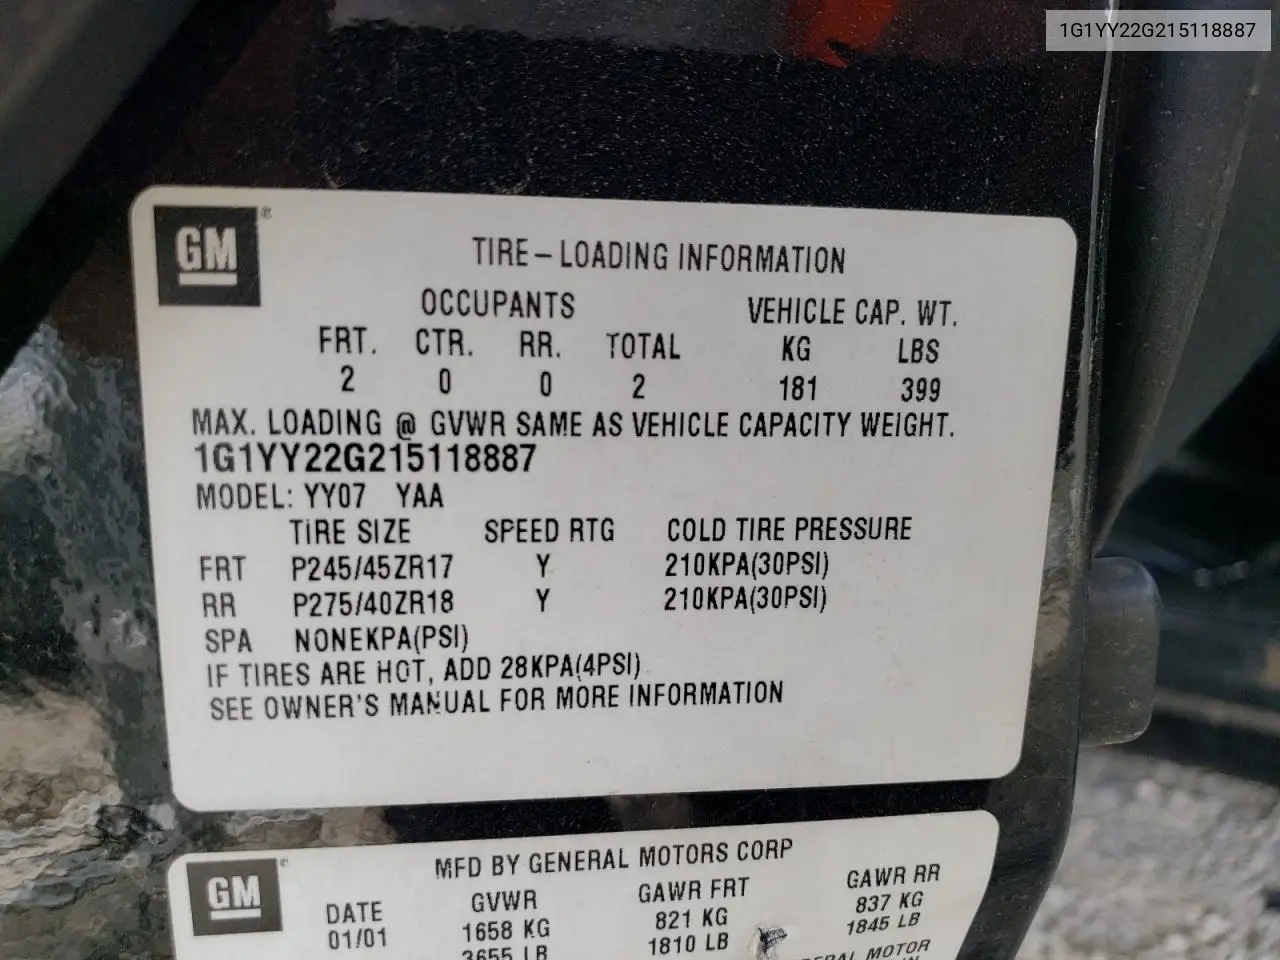 1G1YY22G215118887
GM®
TIRE-LOADING INFORMATION
OCCUPANTS VEHICLE CAP. WT.
FRT. CTR. RR. TOTAL KG LBS
2 0 0 2 181 399
MAX. LOADING @ GVWR SAME AS VEHICLE CAPACITY WEIGHT.
1G1YY22G215118887
MODEL: YY07 YAA
TIRE SIZE SPEED RTG COLD TIRE PRESSURE
FRT P245/45ZR17 Y 210KPA(30PSI)
RR P275/40ZR18 Y 210KPA(30PSI)
SPA NONEKPA(PSI)
IF TIRES ARE HOT, ADD 28KPA(4PSI)
SEE OWNER'S MANUAL FOR MORE INFORMATION
GM®
MFD BY GENERAL MOTORS CORP
DATE GVWR GAWR FRT GAWR RR
01/01 1658 KG 821 KG 837 KG
3655 LB 1810 LB 1845 LB
MOTOR